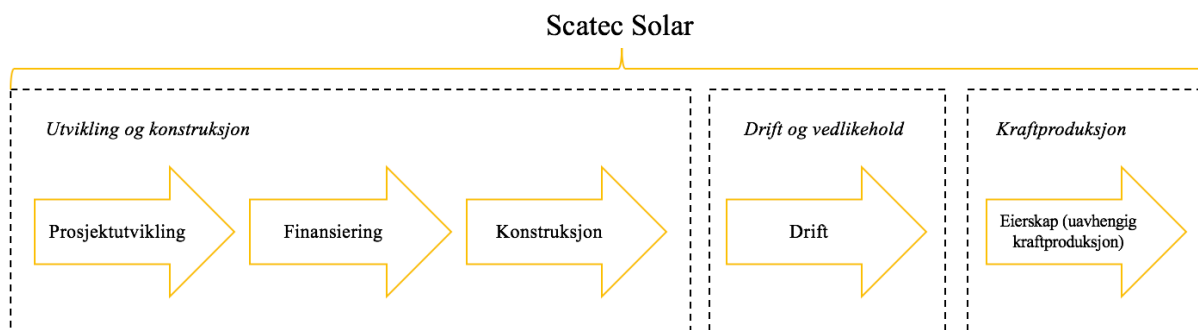 Scatec Solar
Utvikling og konstruksjon
Drift og vedlikehold
Kraftproduksjon
Prosjektutvikling
Finansiering
Konstruksjon
Drift
Eierskap (uavhengig
kraftproduksjon)